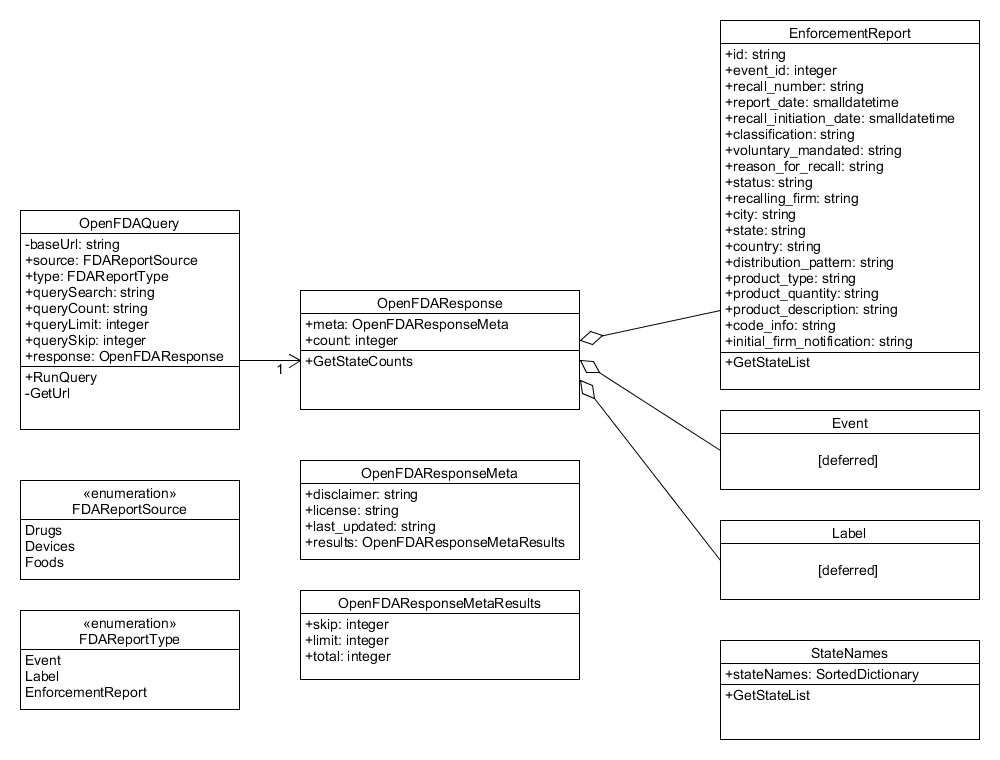 OpenFDAQuery
-baseUrl: string
+source: FDAReportSource
+type: FDAReportType
+querySearch: string
+queryCount: string
+queryLimit: integer
+querySkip: integer
+response: OpenFDAResponse
+RunQuery
-GetUrl
«enumeration»
FDAReportSource
Drugs
Devices
Foods
«enumeration»
FDAReportType
Event
Label
EnforcementReport
1
OpenFDAResponse
+meta: OpenFDAResponseMeta
+count: integer
+GetStateCounts
OpenFDAResponseMeta
+disclaimer: string
+license: string
+last_updated: string
+results: OpenFDAResponseMetaResults
OpenFDAResponseMetaResults
+skip: integer
+limit: integer
+total: integer
EnforcementReport
+id: string
+event_id: integer
+recall_number: string
+report_date: smalldatetime
+recall_initiation_date: smalldatetime
+classification: string
+voluntary_mandated: string
+reason_for_recall: string
+status: string
+recalling_firm: string
+city: string
+state: string
+country: string
+distribution_pattern: string
+product_type: string
+product_quantity: string
+product_description: string
+code_info: string
+initial_firm_notification: string
+GetStateList
Event
[deferred]
Label
[deferred]
StateNames
+stateNames: SortedDictionary
+GetStateList